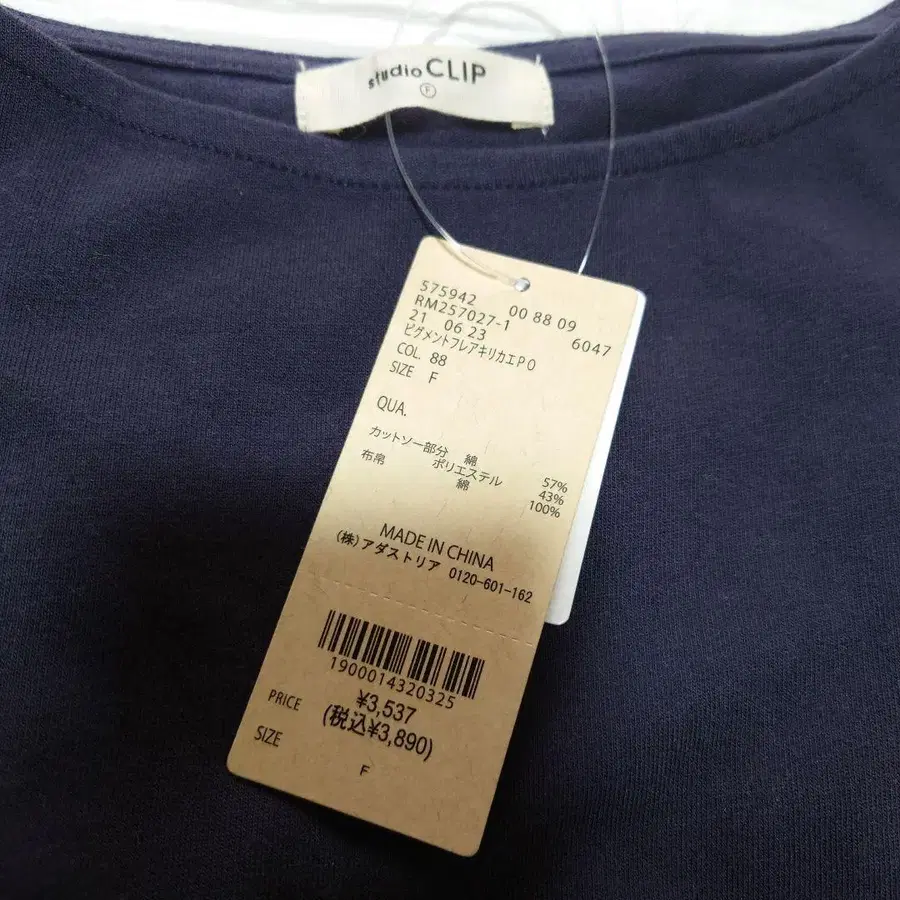 studio CLIP
F
575942 00 88 09
RM257027-1
21 06 23 6047
ピグメントフレアキリカエPO
COL. 88
SIZE F
QUA.
カットソー部分 綿 57%
ポリエステル 43%
布帛 綿 100%
MADE IN CHINA
(株)アダストリア 0120-601-162
1900014320325
PRICE ¥3,537
(税込¥3,890)
SIZE F